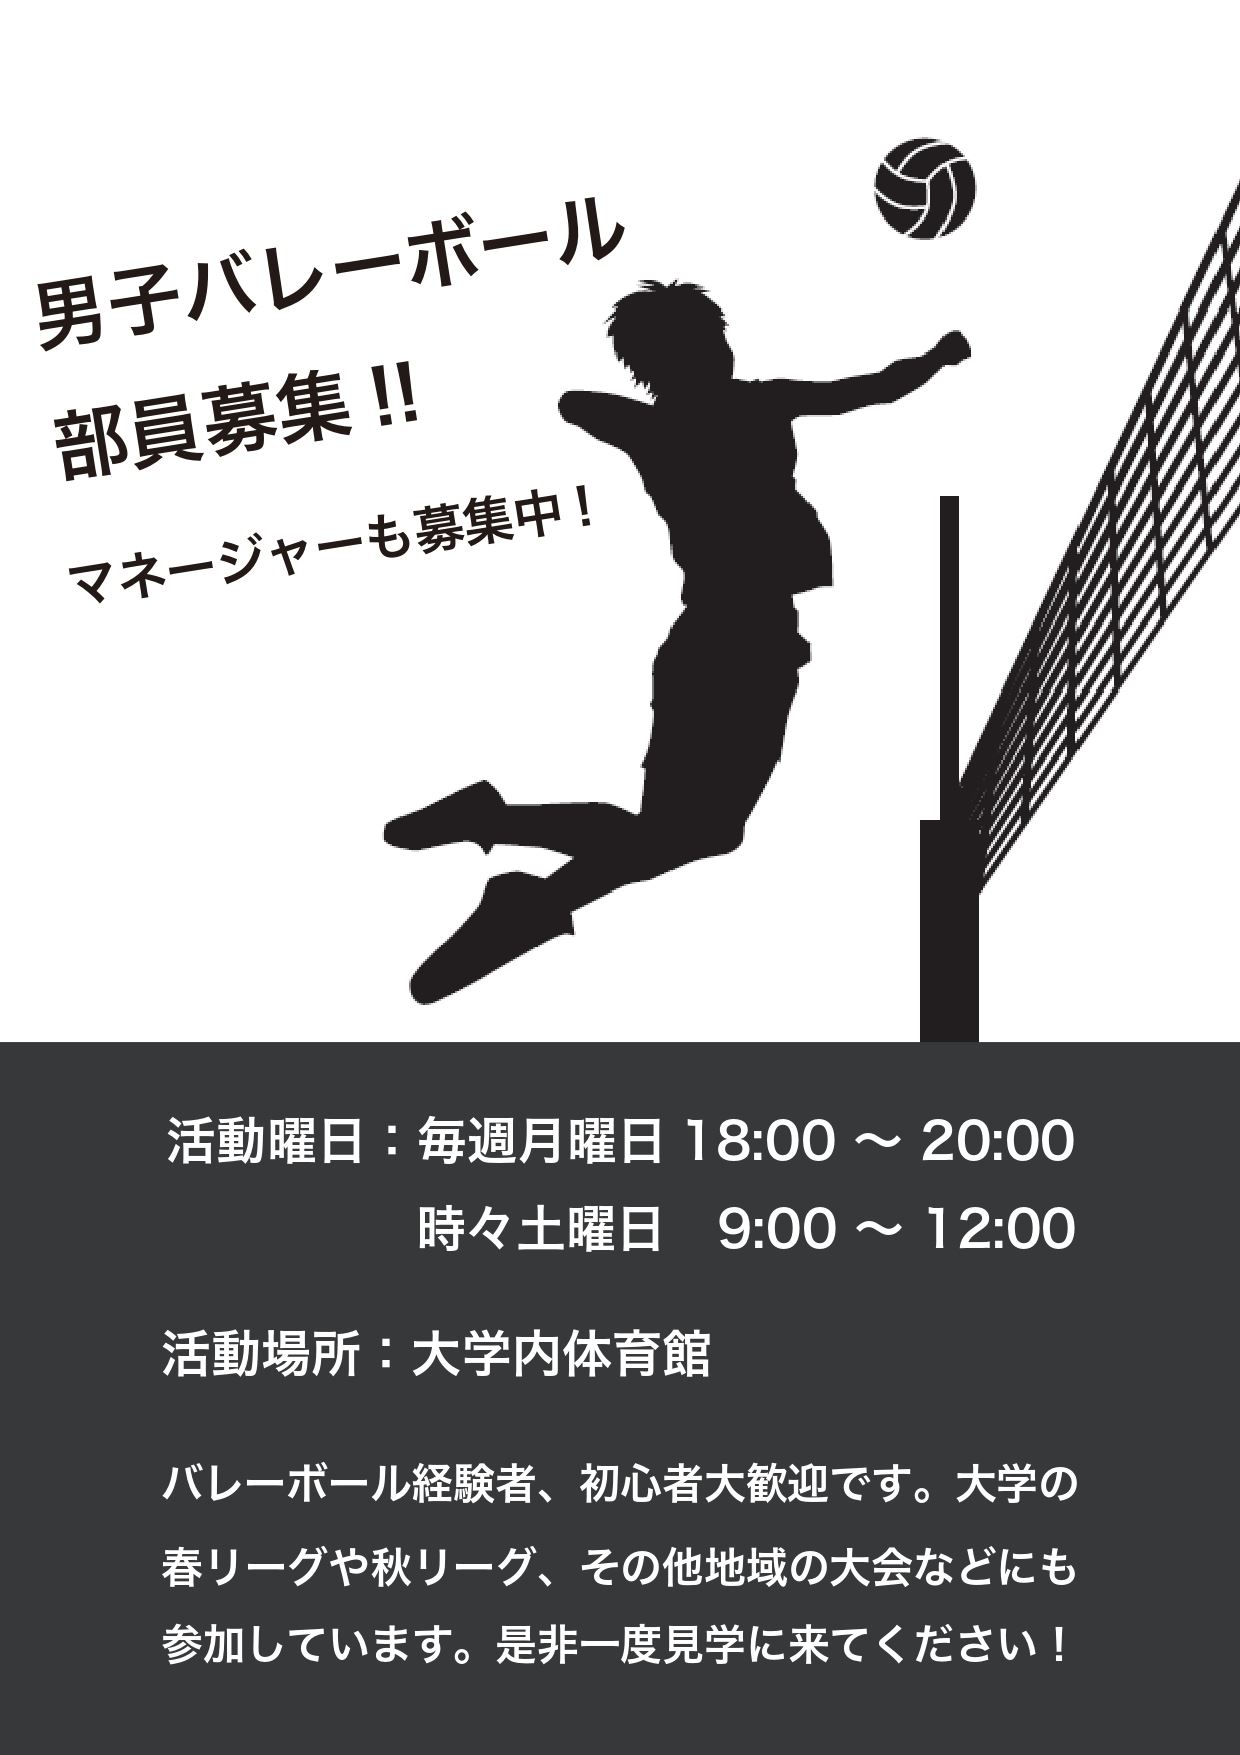 男子バレーボール
部員募集!!
マネージャーも募集中!
活動曜日：毎週月曜日 18:00 〜 20:00
時々土曜日　9:00 〜 12:00
活動場所：大学内体育館
バレーボール経験者、初心者大歓迎です。大学の
春リーグや秋リーグ、その他地域の大会などにも
参加しています。是非一度見学に来てください！